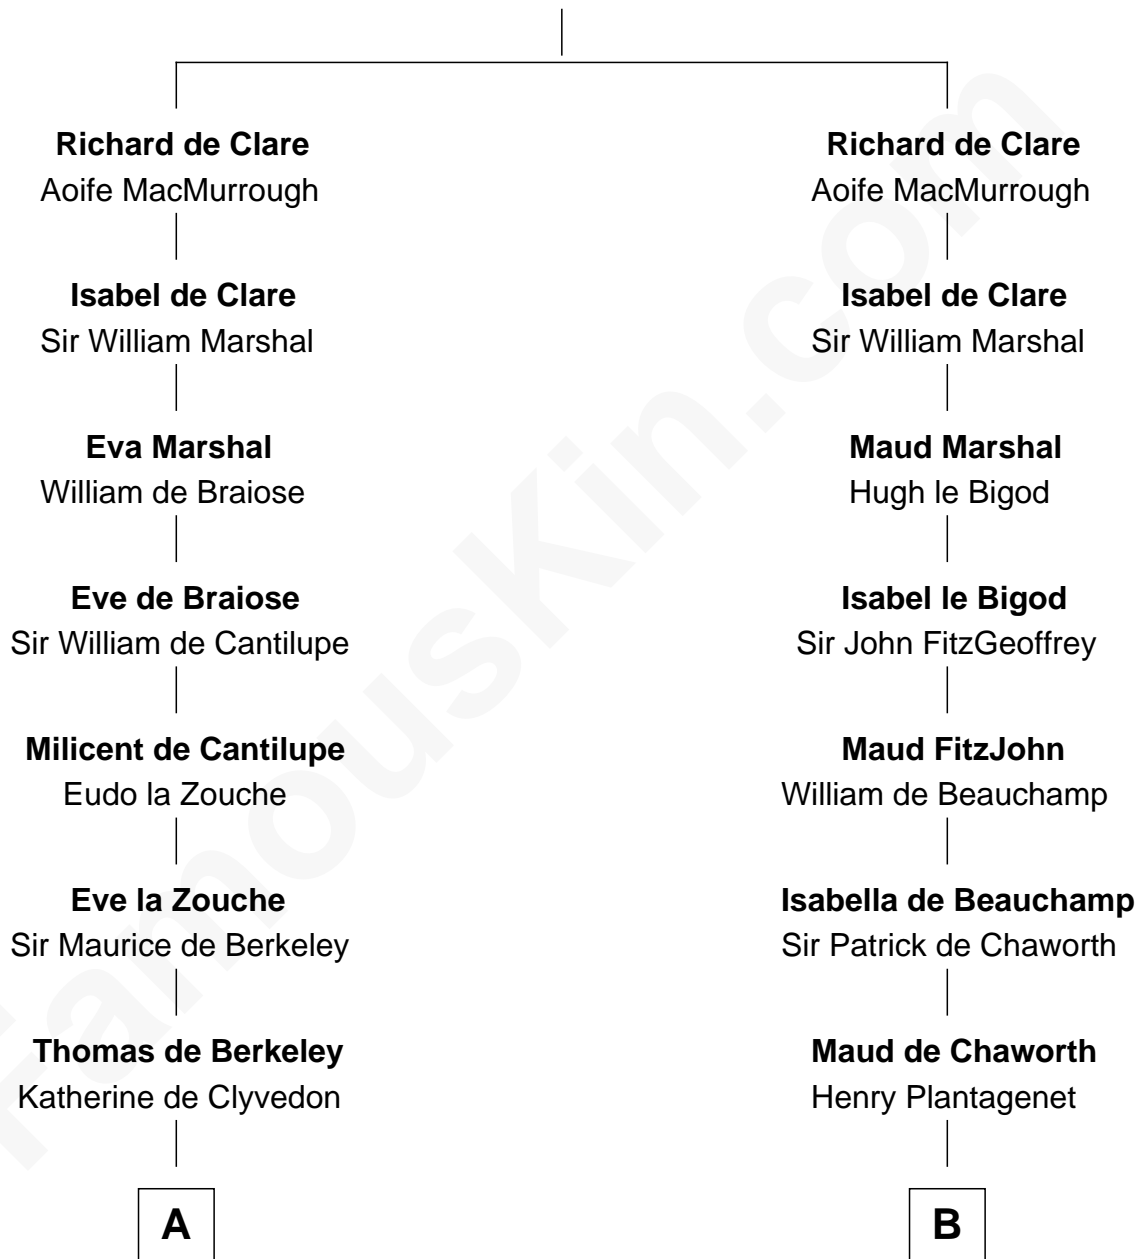 Richard de Clare
Aoife MacMurrough
Isabel de Clare
Sir William Marshal
Eva Marshal
William de Braiose
Eve de Braiose
Sir William de Cantilupe
Milicent de Cantilupe
Eudo la Zouche
Eve la Zouche
Sir Maurice de Berkeley
Thomas de Berkeley
Katherine de Clyvedon
A
Richard de Clare
Aoife MacMurrough
Isabel de Clare
Sir William Marshal
Maud Marshal
Hugh le Bigod
Isabel le Bigod
Sir John FitzGeoffrey
Maud FitzJohn
William de Beauchamp
Isabella de Beauchamp
Sir Patrick de Chaworth
Maud de Chaworth
Henry Plantagenet
B
FamousKin.com